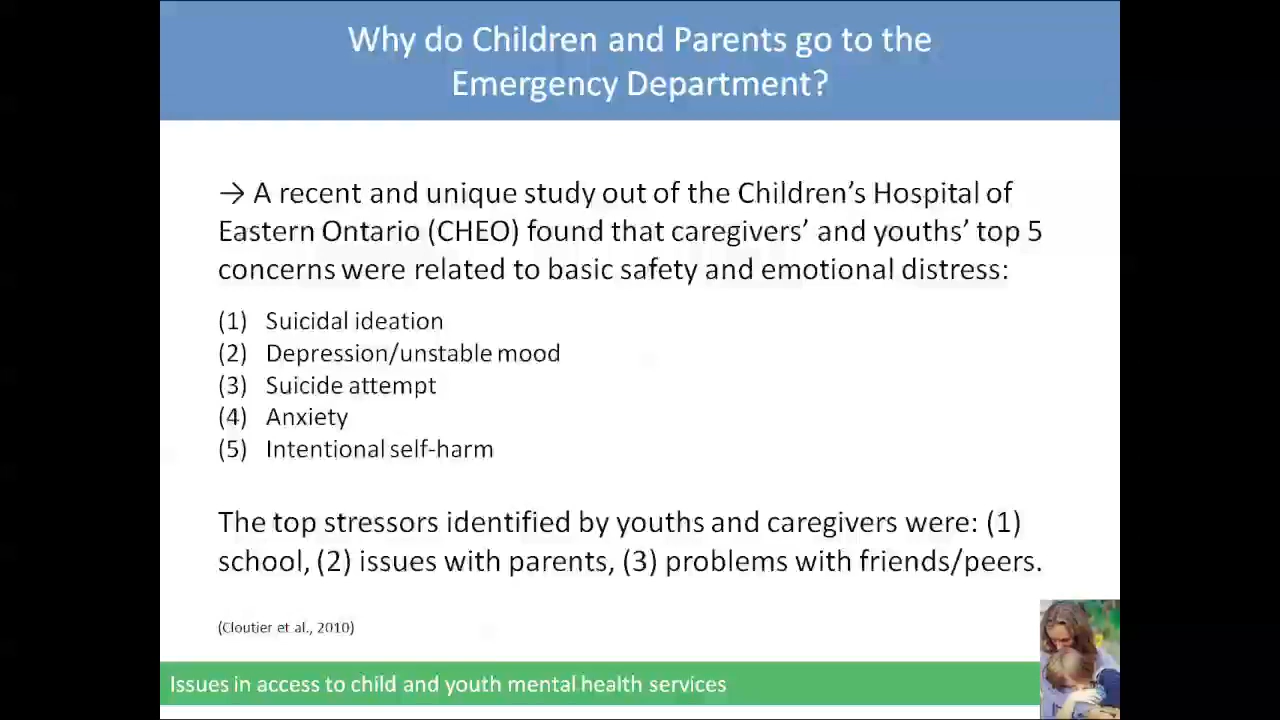 Why do Children and Parents go to the
Emergency Department?
→ A recent and unique study out of the Children’s Hospital of
Eastern Ontario (CHEO) found that caregivers’ and youths’ top 5
concerns were related to basic safety and emotional distress:
(1) Suicidal ideation
(2) Depression/unstable mood
(3) Suicide attempt
(4) Anxiety
(5) Intentional self-harm
The top stressors identified by youths and caregivers were: (1)
school, (2) issues with parents, (3) problems with friends/peers.
(Cloutier et al., 2010)
Issues in access to child and youth mental health services